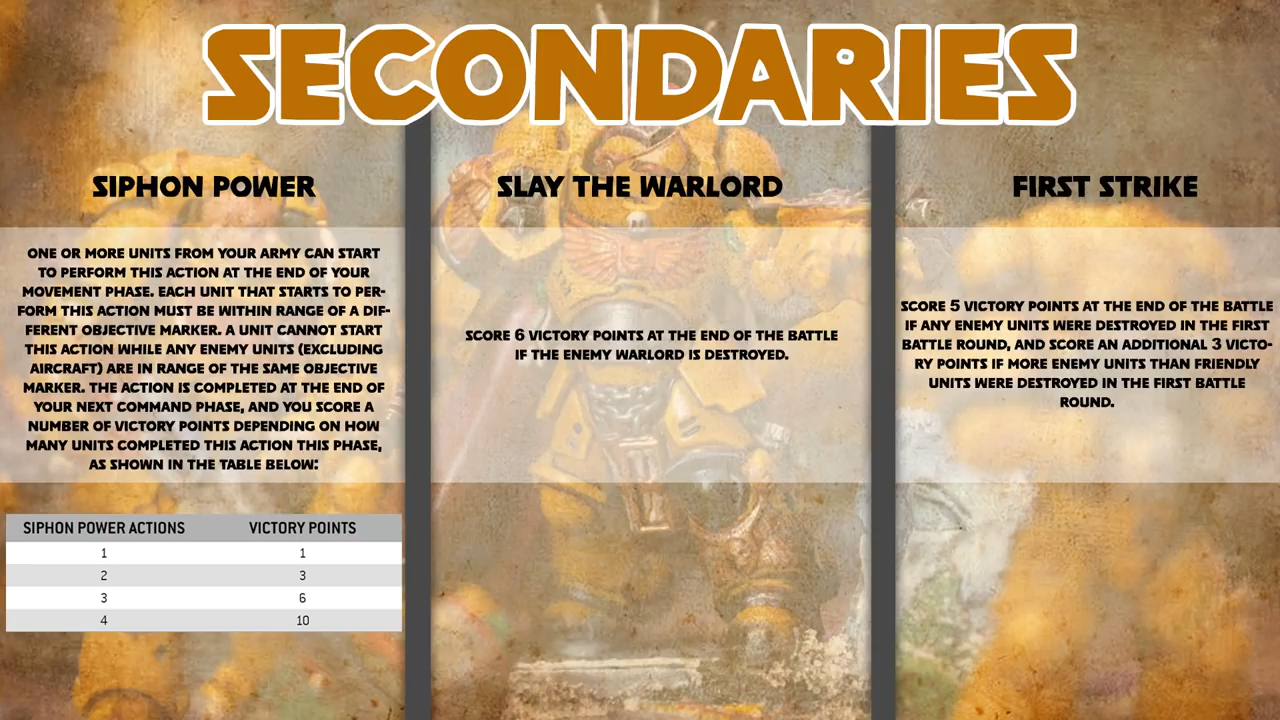 SECONDARIES
SIPHON POWER
ONE OR MORE UNITS FROM YOUR ARMY CAN START
TO PERFORM THIS ACTION AT THE END OF YOUR
MOVEMENT PHASE. EACH UNIT THAT STARTS TO PER-
FORM THIS ACTION MUST BE WITHIN RANGE OF A DIF-
FERENT OBJECTIVE MARKER. A UNIT CANNOT START
THIS ACTION WHILE ANY ENEMY UNITS (EXCLUDING
AIRCRAFT) ARE IN RANGE OF THE SAME OBJECTIVE
MARKER. THE ACTION IS COMPLETED AT THE END OF
YOUR NEXT COMMAND PHASE, AND YOU SCORE A
NUMBER OF VICTORY POINTS DEPENDING ON HOW
MANY UNITS COMPLETED THIS ACTION THIS PHASE,
AS SHOWN IN THE TABLE BELOW:
SIPHON POWER ACTIONS VICTORY POINTS
1 1
2 3
3 6
4 10
SLAY THE WARLORD
SCORE 6 VICTORY POINTS AT THE END OF THE BATTLE
IF THE ENEMY WARLORD IS DESTROYED.
FIRST STRIKE
SCORE 5 VICTORY POINTS AT THE END OF THE BATTLE
IF ANY ENEMY UNITS WERE DESTROYED IN THE FIRST
BATTLE ROUND, AND SCORE AN ADDITIONAL 3 VICTO-
RY POINTS IF MORE ENEMY UNITS THAN FRIENDLY
UNITS WERE DESTROYED IN THE FIRST BATTLE
ROUND.